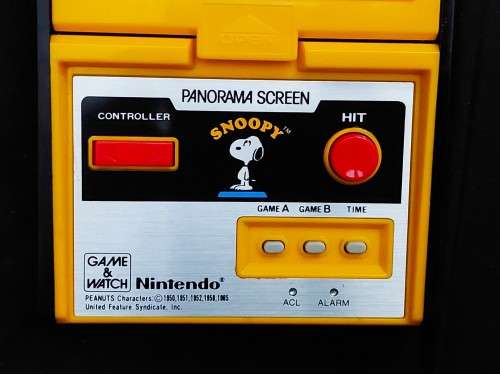 OPEN
PANORAMA SCREEN
CONTROLLER
SNOOPY™
HIT
GAME A GAME B TIME
GAME
&
WATCH
Nintendo®
ACL ALARM
PEANUTS Characters:© 1950,1951,1952,1958,1965
United Feature Syndicate, Inc.